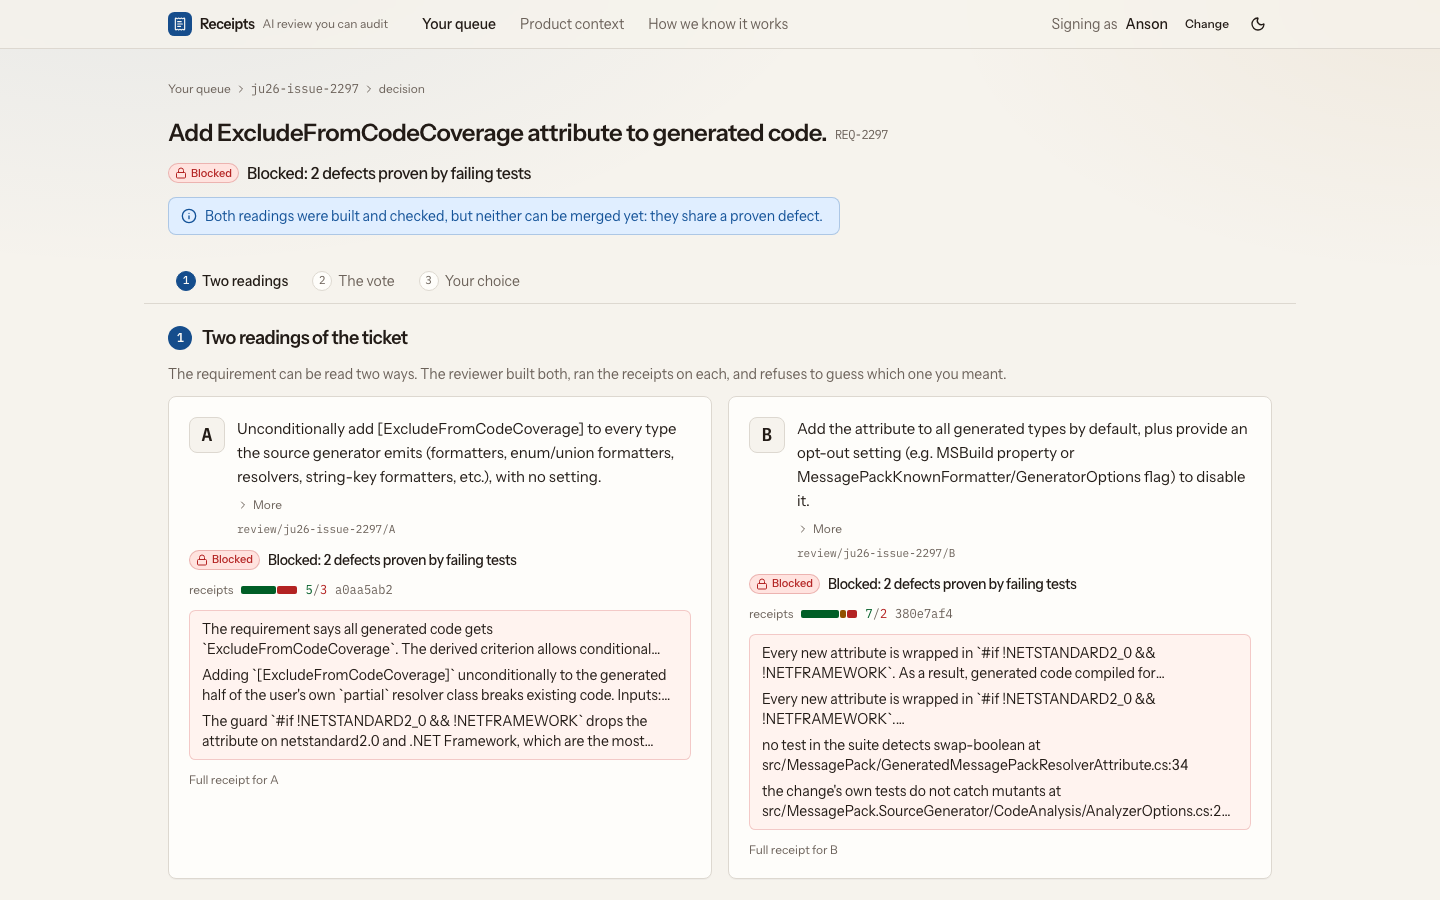 Receipts AI review you can audit Your queue Product context How we know it works Signing as Anson Change
Your queue > ju26-issue-2297 > decision
Add ExcludeFromCodeCoverage attribute to generated code. REQ-2297
Blocked Blocked: 2 defects proven by failing tests
Both readings were built and checked, but neither can be merged yet: they share a proven defect.
1 Two readings 2 The vote 3 Your choice
1 Two readings of the ticket
The requirement can be read two ways. The reviewer built both, ran the receipts on each, and refuses to guess which one you meant.
A
Unconditionally add [ExcludeFromCodeCoverage] to every type
the source generator emits (formatters, enum/union formatters,
resolvers, string-key formatters, etc.), with no setting.
> More
review/ju26-issue-2297/A
Blocked Blocked: 2 defects proven by failing tests
receipts 5/3 a0aa5ab2
The requirement says all generated code gets
`ExcludeFromCodeCoverage`. The derived criterion allows conditional...
Adding `[ExcludeFromCodeCoverage]` unconditionally to the generated
half of the user's own `partial` resolver class breaks existing code. Inputs:...
The guard `#if !NETSTANDARD2_0 && !NETFRAMEWORK` drops the
attribute on netstandard2.0 and .NET Framework, which are the most...
Full receipt for A
B
Add the attribute to all generated types by default, plus provide an
opt-out setting (e.g. MSBuild property or
MessagePackKnownFormatter/GeneratorOptions flag) to disable
it.
> More
review/ju26-issue-2297/B
Blocked Blocked: 2 defects proven by failing tests
receipts 7/2 380e7af4
Every new attribute is wrapped in `#if !NETSTANDARD2_0 &&
!NETFRAMEWORK`. As a result, generated code compiled for...
Every new attribute is wrapped in `#if !NETSTANDARD2_0 &&
!NETFRAMEWORK`....
no test in the suite detects swap-boolean at
src/MessagePack/GeneratedMessagePackResolverAttribute.cs:34
the change's own tests do not catch mutants at
src/MessagePack.SourceGenerator/CodeAnalysis/AnalyzerOptions.cs:2...
Full receipt for B